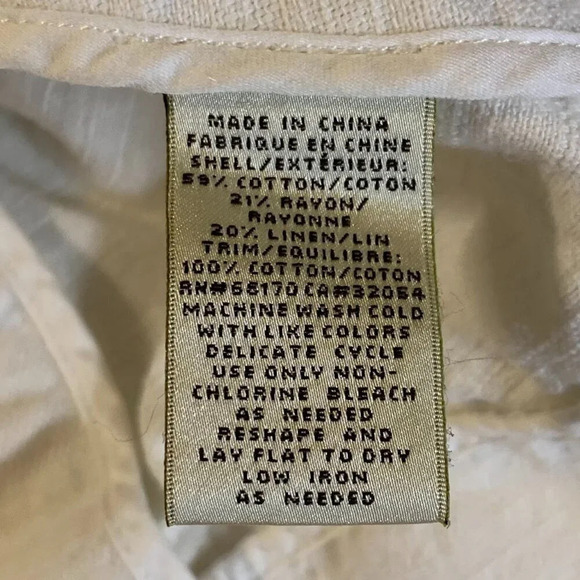 MADE IN CHINA
FABRIQUE EN CHINE
SHELL/EXTÉRIEUR:
59% COTTON/COTON
21% RAYON/
RAYONNE
20% LINEN/LIN
TRIM/EQUILIBRE:
100% COTTON/COTON
RN#66170 CA#32064
MACHINE WASH COLD
WITH LIKE COLORS
DELICATE CYCLE
USE ONLY NON-
CHLORINE BLEACH
AS NEEDED
RESHAPE AND
LAY FLAT TO DRY
LOW IRON
AS NEEDED